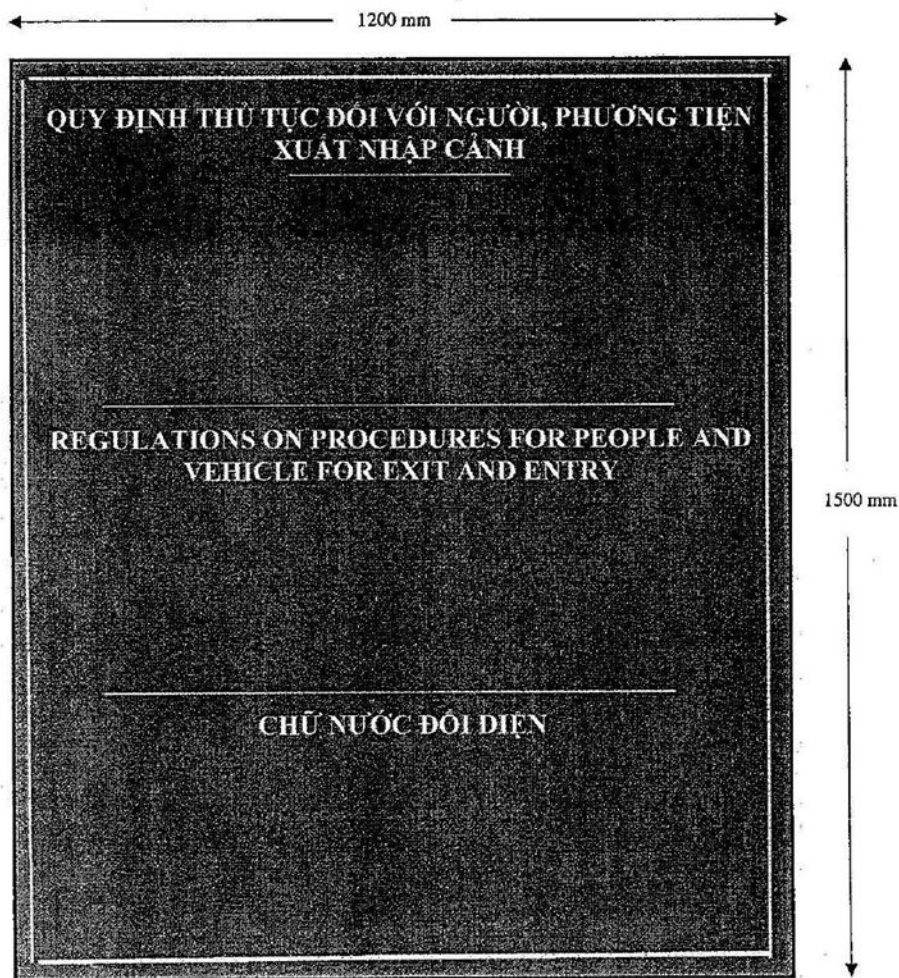 1200 mm
QUY ĐỊNH THỦ TỤC ĐỐI VỚI NGƯỜI, PHƯƠNG TIỆN
XUẤT NHẬP CẢNH
REGULATIONS ON PROCEDURES FOR PEOPLE AND
VEHICLE FOR EXIT AND ENTRY
1500 mm
CHỮ NƯỚC ĐỐI DIỆN